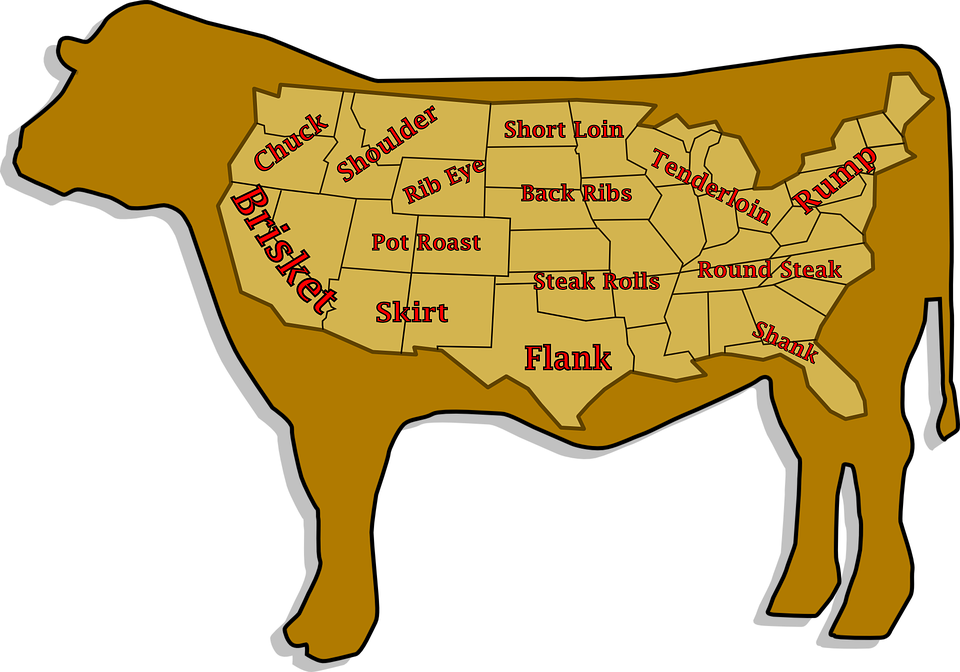 Chuck
Shoulder
Short Loin
Tenderloin
Rump
Rib Eye
Back Ribs
Brisket
Pot Roast
Steak Rolls
Round Steak
Skirt
Flank
Shank